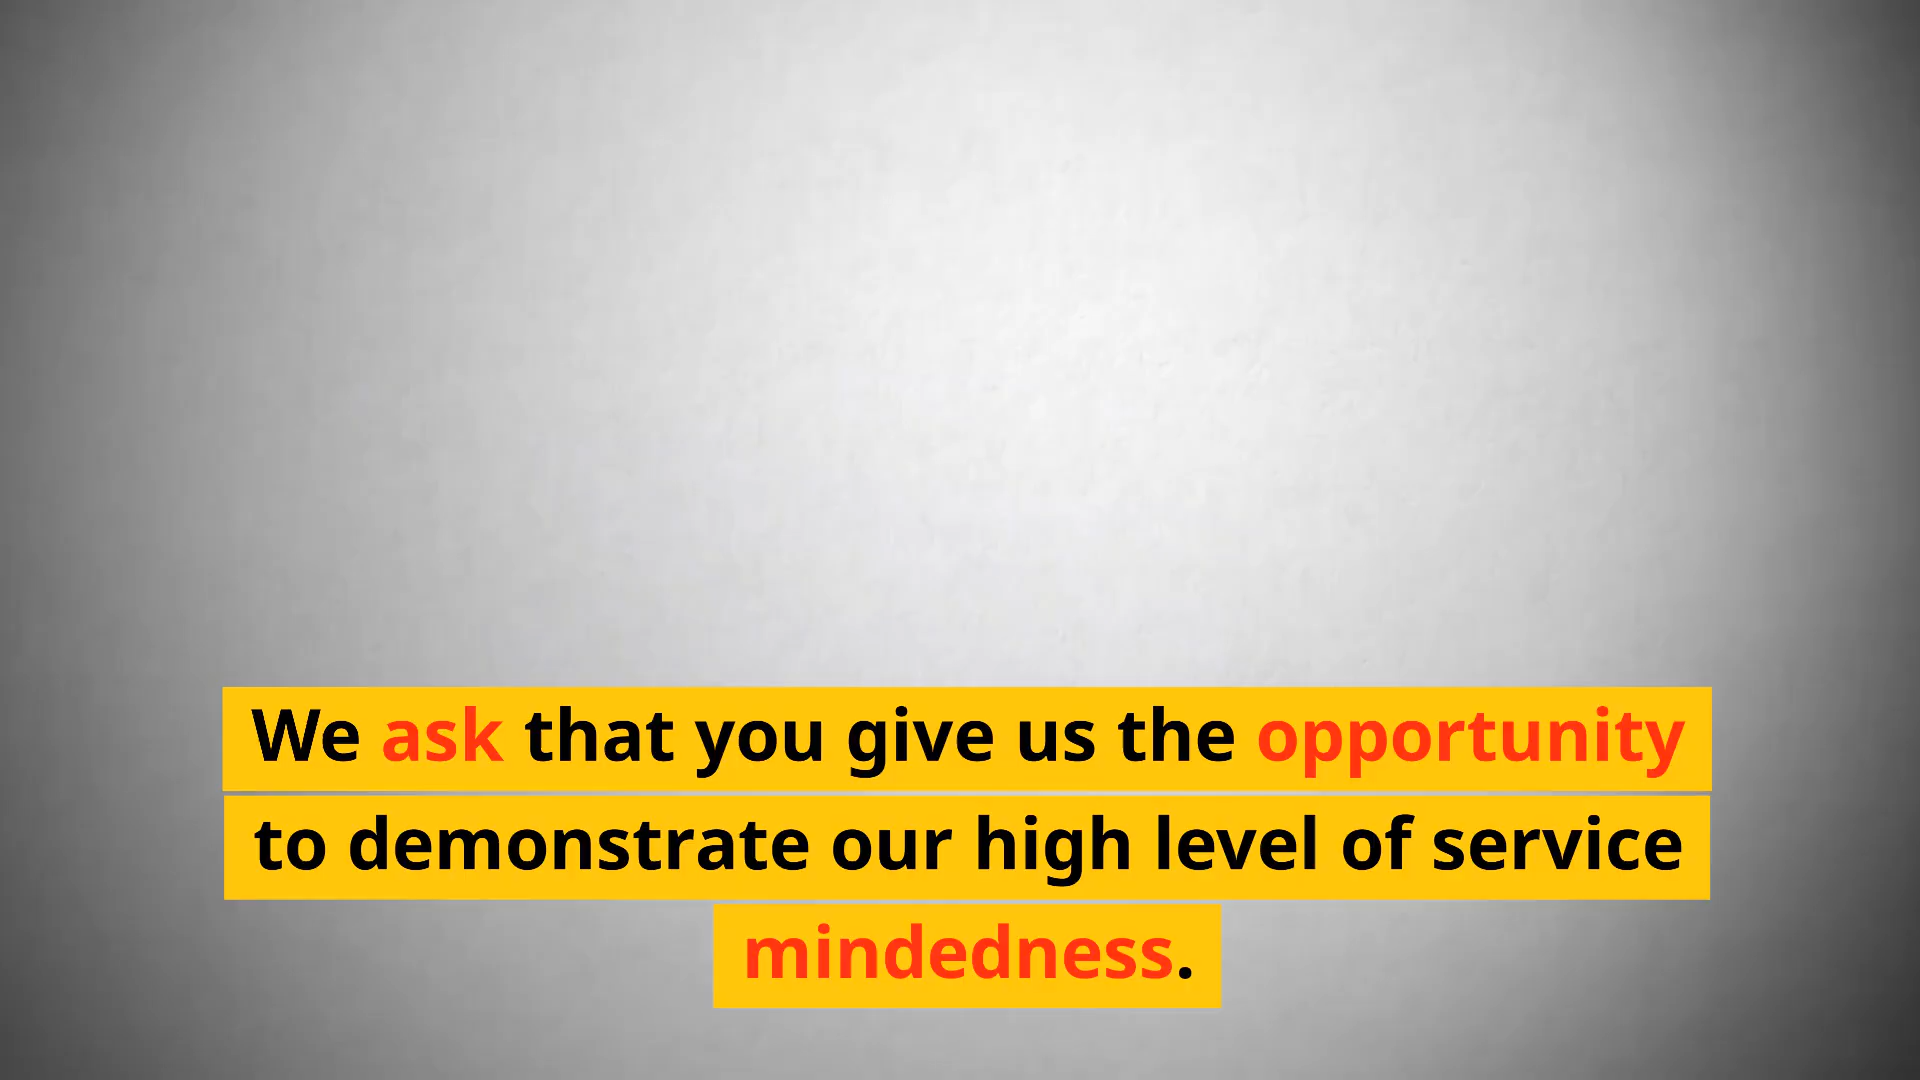 We ask that you give us the opportunity
to demonstrate our high level of service
mindedness.